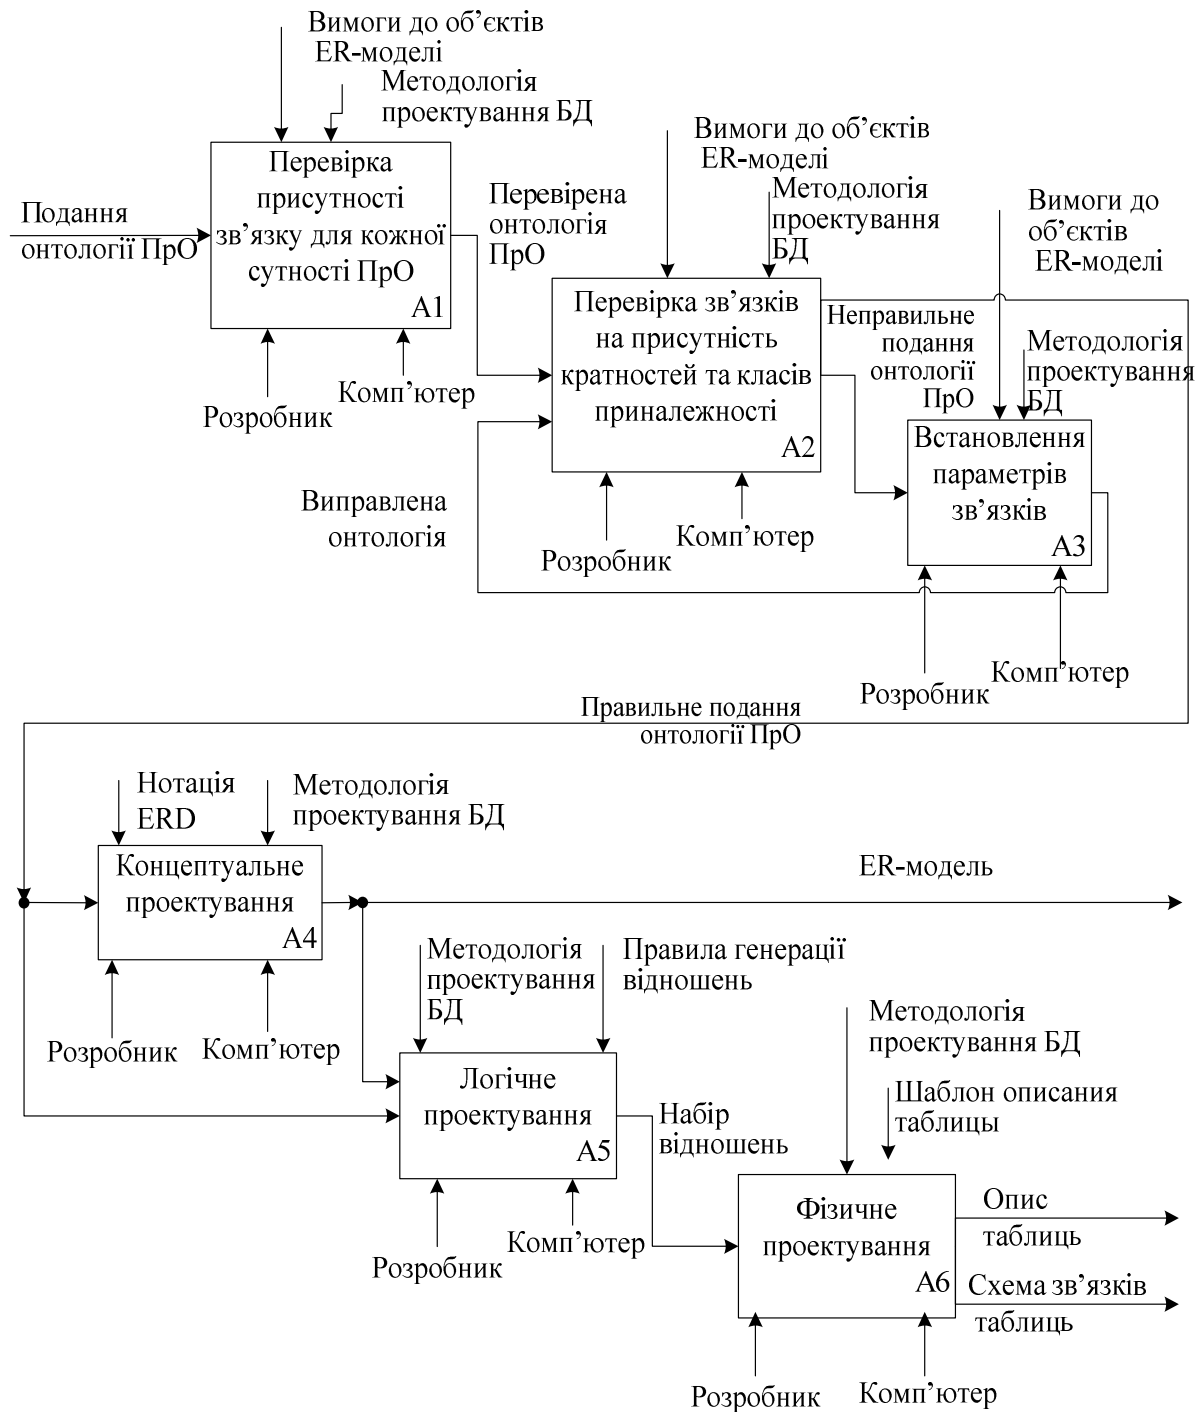 Вимоги до об’єктів
ER-моделі
Методологія
проектування БД
Перевірка
присутності
зв’язку для кожної
сутності ПрО
А1
Подання
онтології ПрО
Розробник
Комп’ютер
Перевірена
онтологія
ПрО
Вимоги до об’єктів
ER-моделі
Методологія
проектування
БД
Перевірка зв’язків
на присутність
кратностей та класів
приналежності
А2
Розробник
Комп’ютер
Виправлена
онтологія
Неправильне
подання
онтології
ПрО
Вимоги до
об’єктів
ER-моделі
Методологія
проектування
БД
Встановлення
параметрів
зв’язків
А3
Розробник
Комп’ютер
Правильне подання
онтології ПрО
Нотація
ERD
Методологія
проектування БД
Концептуальне
проектування
А4
Розробник
Комп’ютер
ER-модель
Методологія
проектування
БД
Правила генерації
відношень
Логічне
проектування
А5
Розробник
Комп’ютер
Набір
відношень
Методологія
проектування БД
Шаблон описания
таблицы
Фізичне
проектування
А6
Розробник
Комп’ютер
Опис
таблиць
Схема зв’язків
таблиць